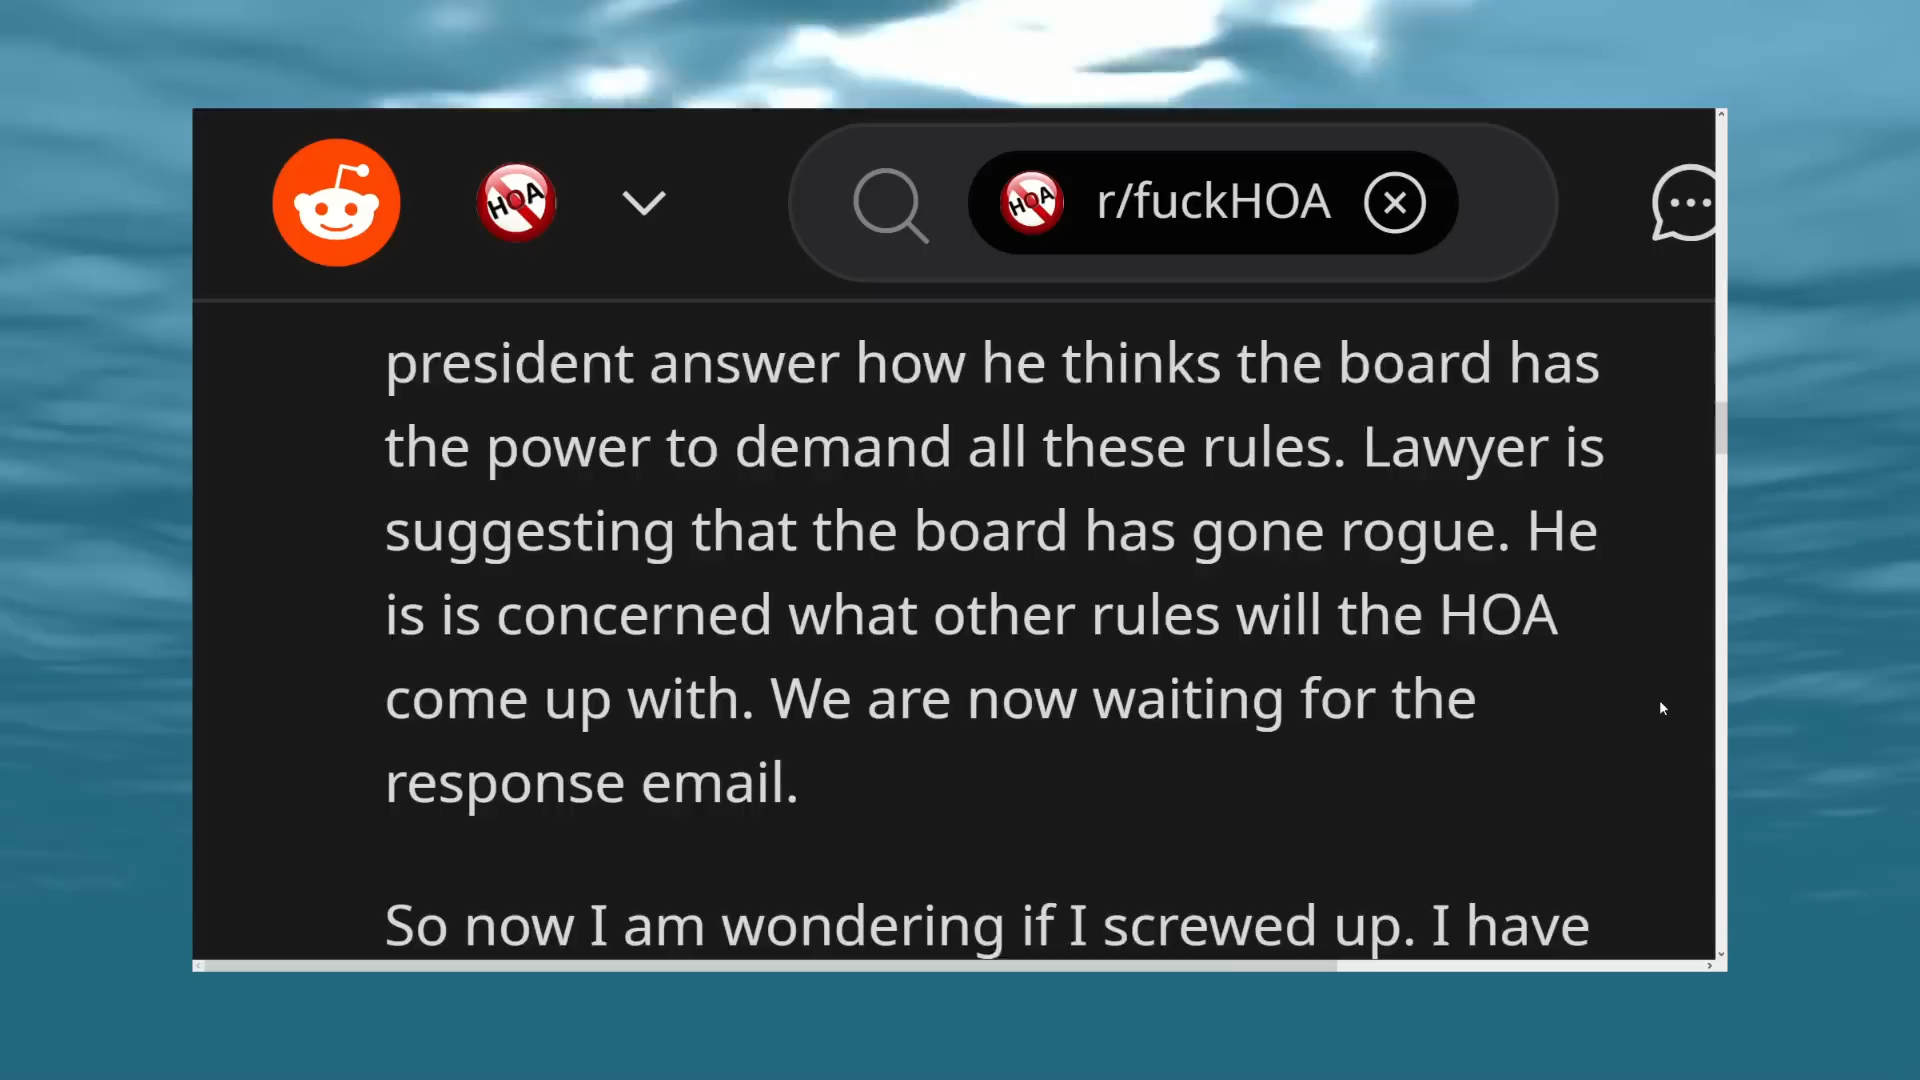 HOA
HOA r/fuckHOA
president answer how he thinks the board has
the power to demand all these rules. Lawyer is
suggesting that the board has gone rogue. He
is is concerned what other rules will the HOA
come up with. We are now waiting for the
response email.
So now I am wondering if I screwed up. I have